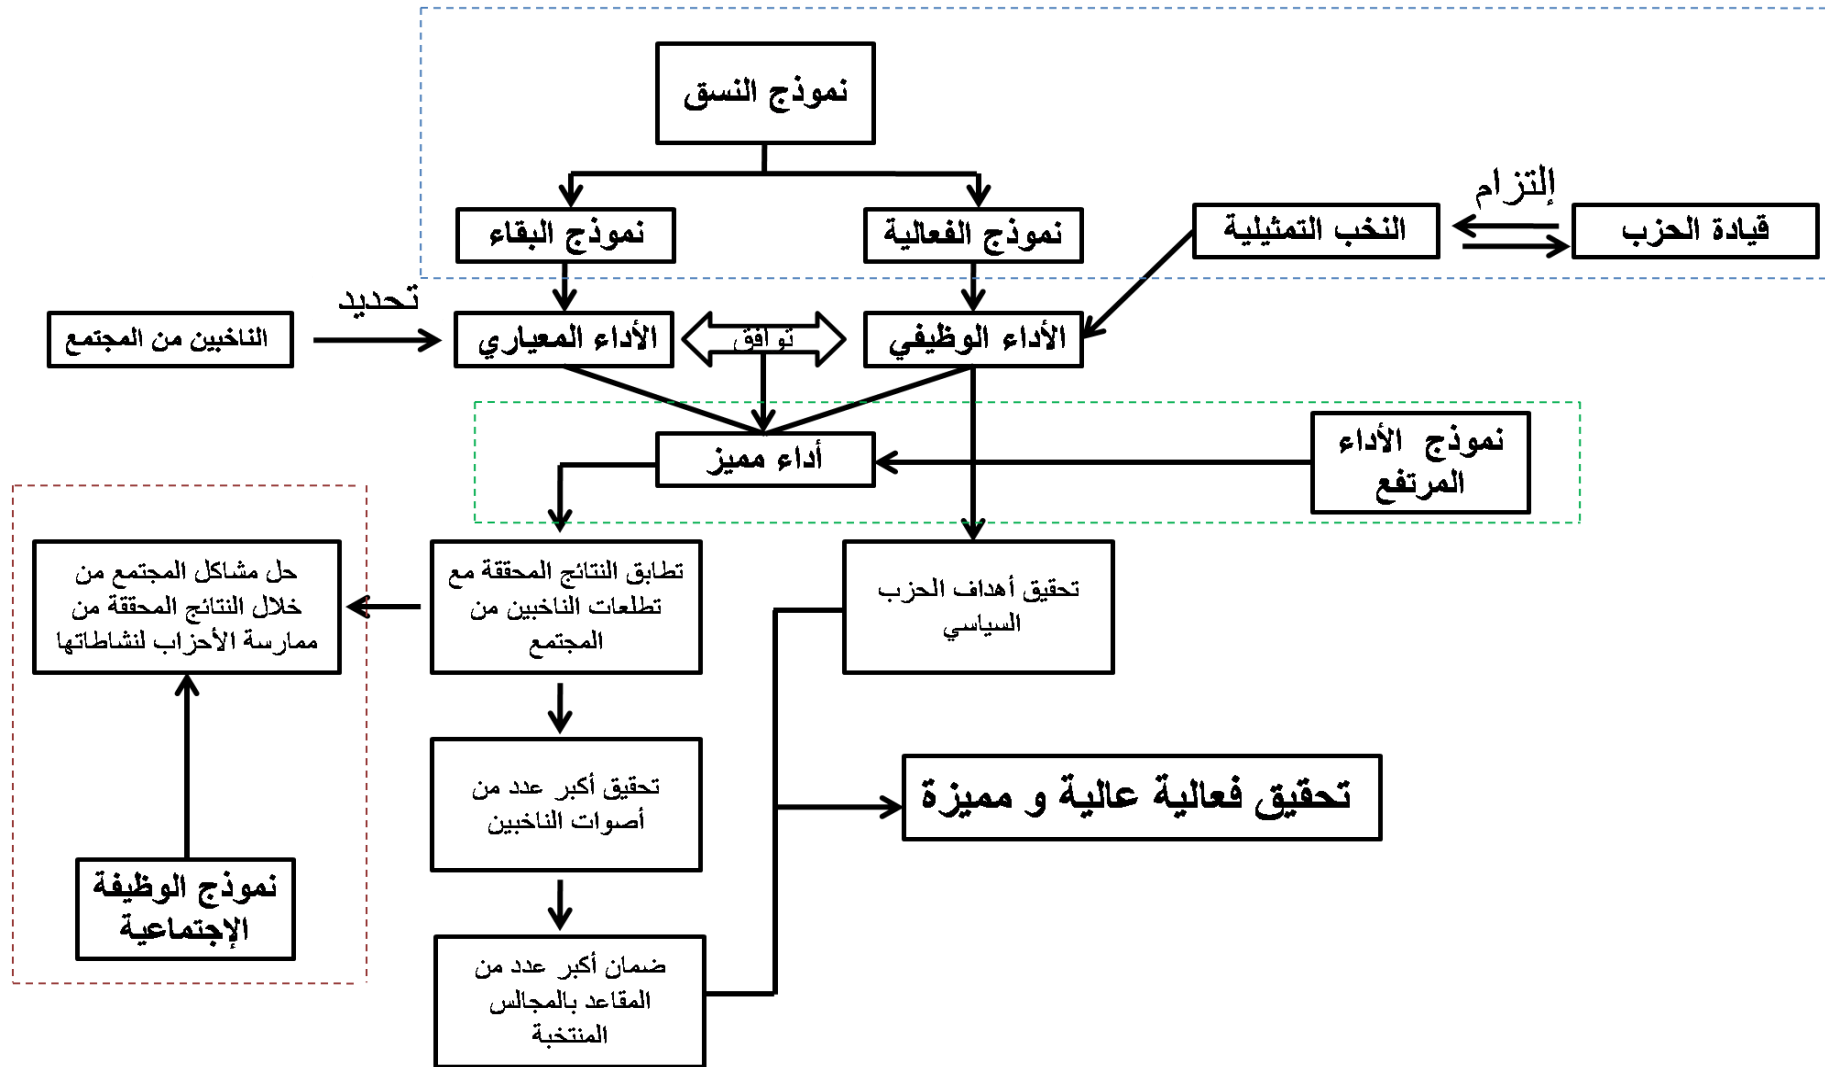 نموذج النسق
نموذج البقاء
نموذج الفعالية
النخب التمثيلية
إلتزام
قيادة الحزب
الناخبين من المجتمع
تحديد
الأداء المعياري
توافق
الأداء الوظيفي
أداء مميز
نموذج الأداء
المرتفع
حل مشاكل المجتمع من
خلال النتائج المحققة من
ممارسة الأحزاب لنشاطاتها
تطابق النتائج المحققة مع
تطلعات الناخبين من
المجتمع
تحقيق أهداف الحزب
السياسي
تحقيق أكبر عدد من
أصوات الناخبين
تحقيق فعالية عالية و مميزة
نموذج الوظيفة
الإجتماعية
ضمان أكبر عدد من
المقاعد بالمجالس
المنتخبة